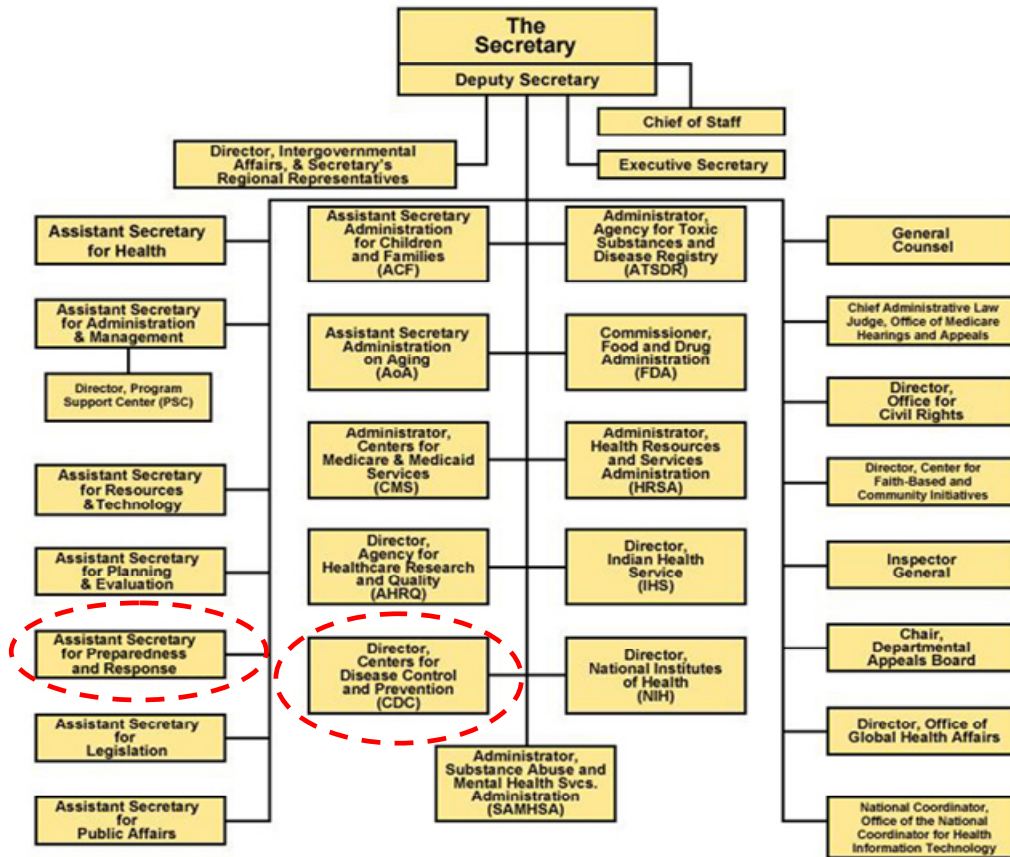 The
Secretary
Deputy Secretary
Chief of Staff
Director, Intergovernmental
Affairs, & Secretary's
Regional Representatives
Executive Secretary
Assistant Secretary
for Health
Assistant Secretary
for Administration
& Management
Director, Program
Support Center (PSC)
Assistant Secretary
for Resources
&Technology
Assistant Secretary
for Planning
& Evaluation
Assistant Secretary
for Preparedness
and Response
Assistant Secretary
for
Legislation
Assistant Secretary
for
Public Affairs
Assistant Secretary
Administration
for Children
and Families
(ACF)
Assistant Secretary
Administration
on Aging
(AoA)
Administrator,
Centers for
Medicare & Medicaid
Services
(CMS)
Director,
Agency for
Healthcare Research
and Quality
(AHRQ)
Director,
Centers for
Disease Control
and Prevention
(CDC)
Administrator,
Agency for Toxic
Substances and
Disease Registry
(ATSDR)
Commissioner,
Food and Drug
Administration
(FDA)
Administrator,
Health Resources
and Services
Administration
(HRSA)
Director,
Indian Health
Service
(IHS)
Director,
National Institutes
of Health
(NIH)
Administrator,
Substance Abuse and
Mental Health Svcs.
Administration
(SAMHSA)
General
Counsel
Chief Administrative Law
Judge, Office of Medicare
Hearings and Appeals
Director,
Office for
Civil Rights
Director, Center for
Faith-Based and
Community Initiatives
Inspector
General
Chair,
Departmental
Appeals Board
Director, Office of
Global Health Affairs
National Coordinator,
Office of the National
Coordinator for Health
Information Technology